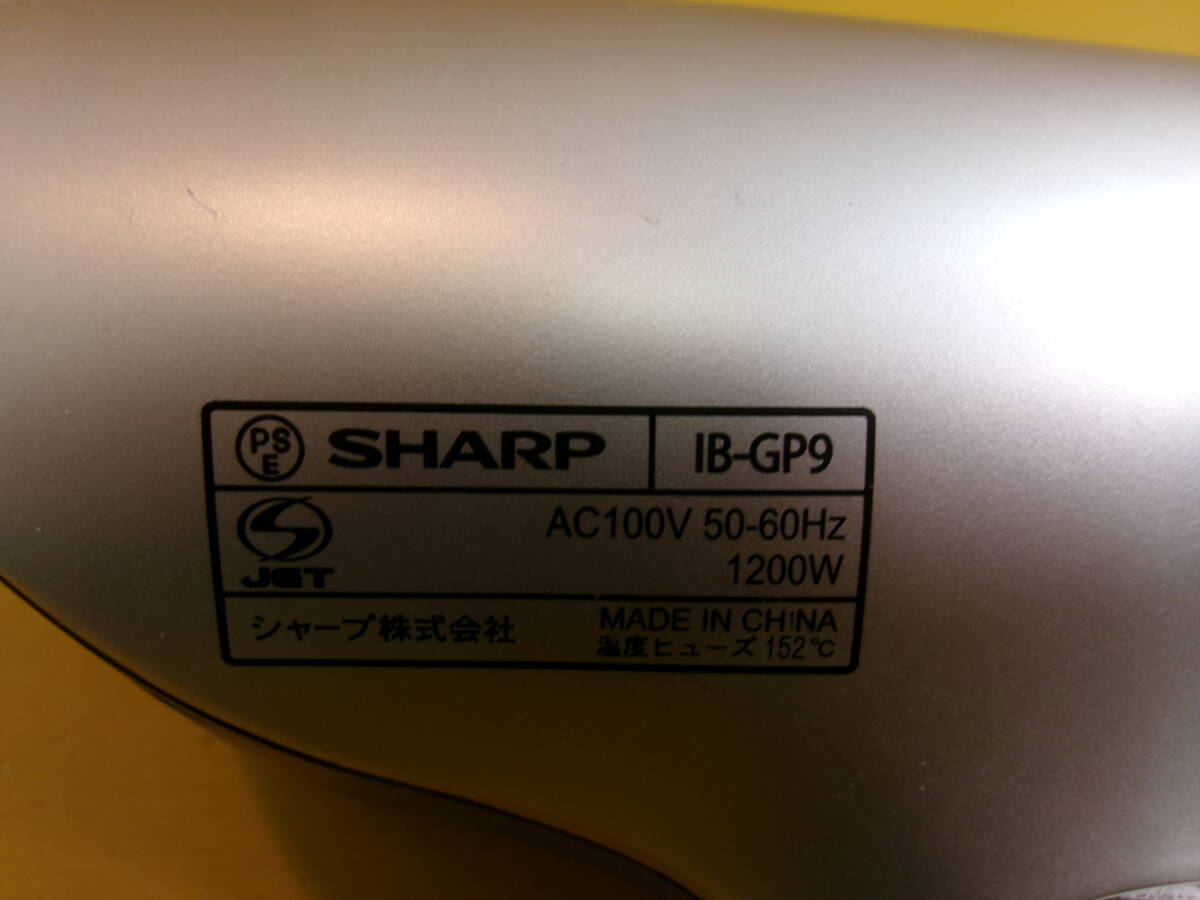 PS
E
SHARP
IB-GP9
JET
AC100V 50-60Hz
1200W
シャープ株式会社
MADE IN CHINA
温度ヒューズ 152℃